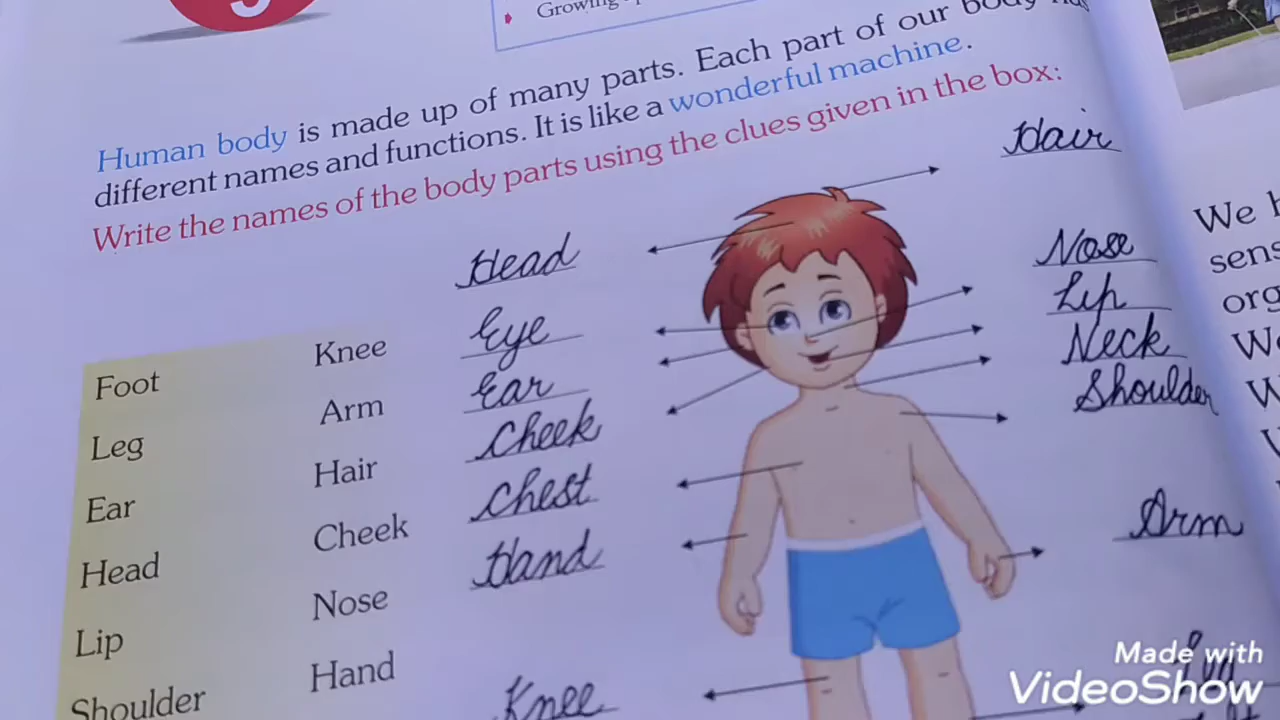 Growing
Human body is made up of many parts. Each part of our body has
different names and functions. It is like a wonderful machine.
Write the names of the body parts using the clues given in the box:
Hair
Head
Nose
Eye
Lip
Ear
Neck
Cheek
Shoulder
Chest
Hand
Arm
Knee
Foot
Knee
Leg
Arm
Ear
Hair
Head
Cheek
Lip
Nose
Shoulder
Hand
We
sens
org
We
W
Made with
VideoShow